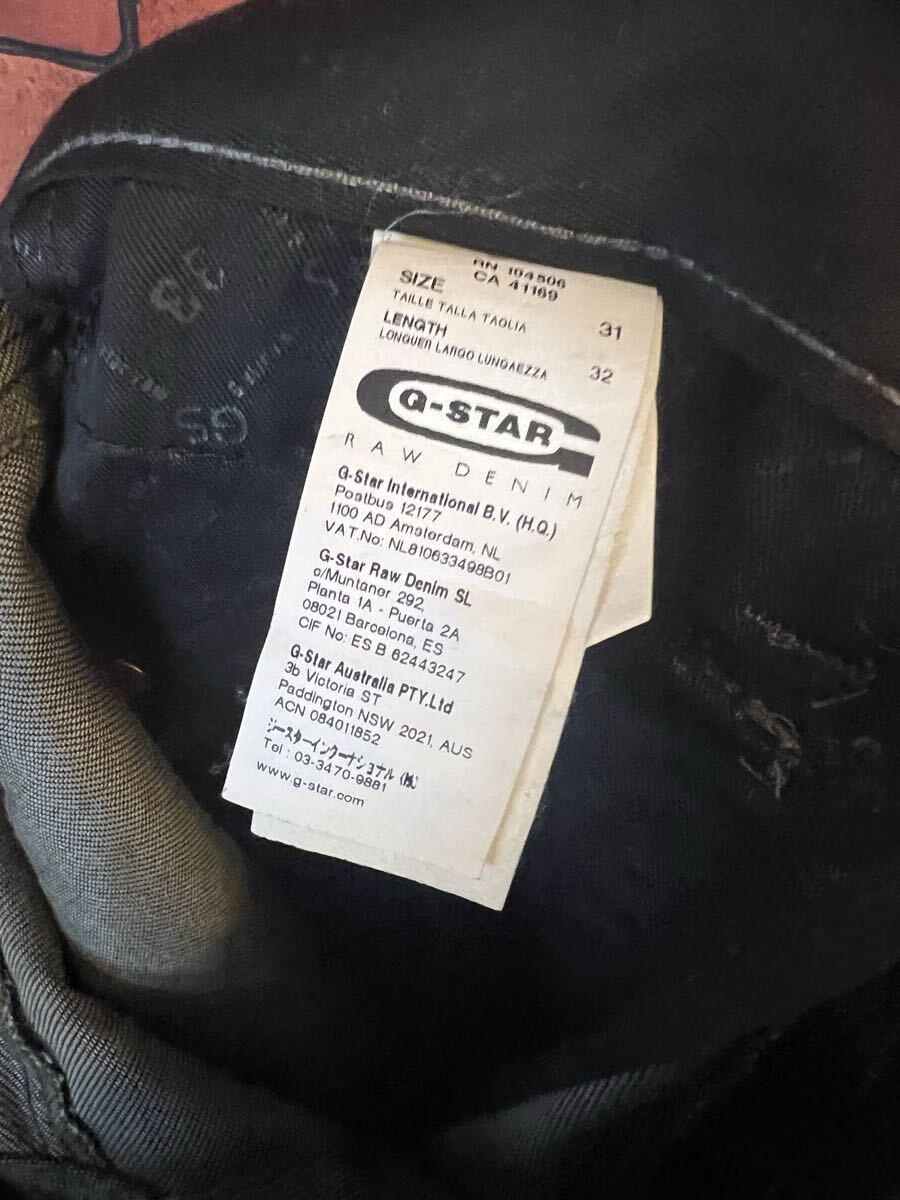 RN 104506
CA 41169
SIZE
TAILLE TALLA TAGLIA 31
LENGTH
LONGUER LARGO LUNGAEZZA 32
G-STAR
RAW DENIM
G-Star International B.V. (H.Q.)
Postbus 12177
1100 AD Amsterdam, NL
VAT.No: NL810633498B01
G-Star Raw Denim SL
c/Muntaner 292,
Planta 1A - Puerta 2A
08021 Barcelona, ES
CIF No: ES B 62443247
G-Star Australia PTY.Ltd
3b Victoria ST
Paddington NSW 2021, AUS
ACN 084011852
ジースターインターナショナル (株)
Tel : 03-3470-9881
www.g-star.com
GS